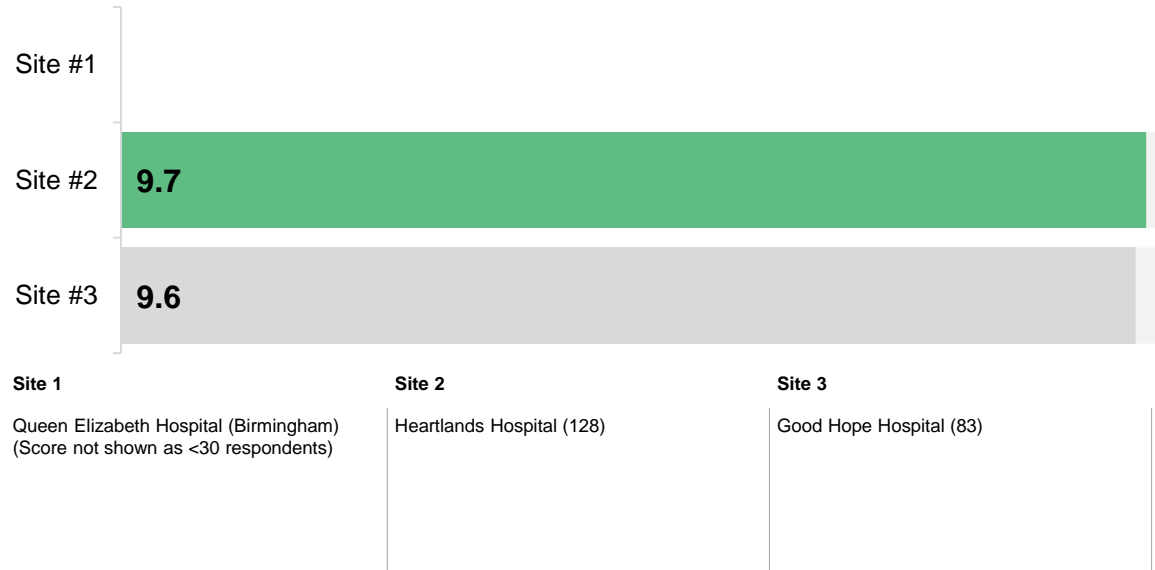 Site #1
Site #2
9.7
Site #3
9.6
Site 1
Site 2
Site 3
Queen Elizabeth Hospital (Birmingham)
(Score not shown as <30 respondents)
Heartlands Hospital (128)
Good Hope Hospital (83)